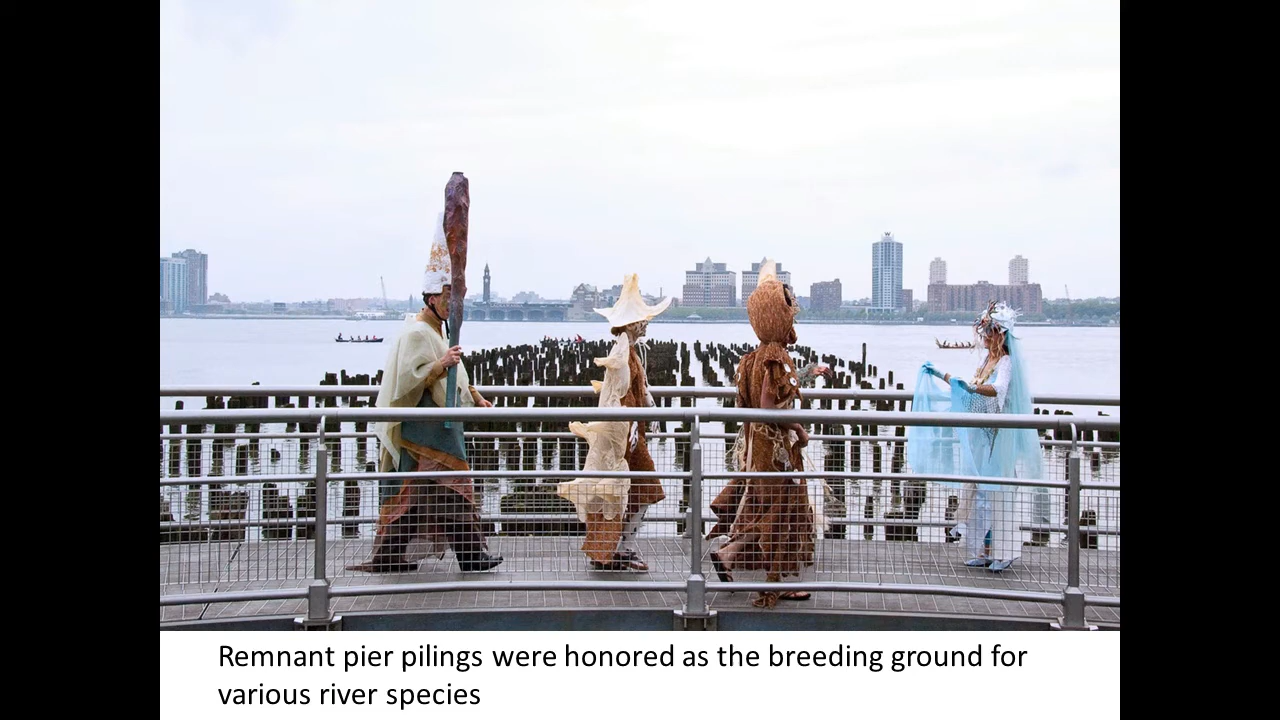 W
Remnant pier pilings were honored as the breeding ground for
various river species